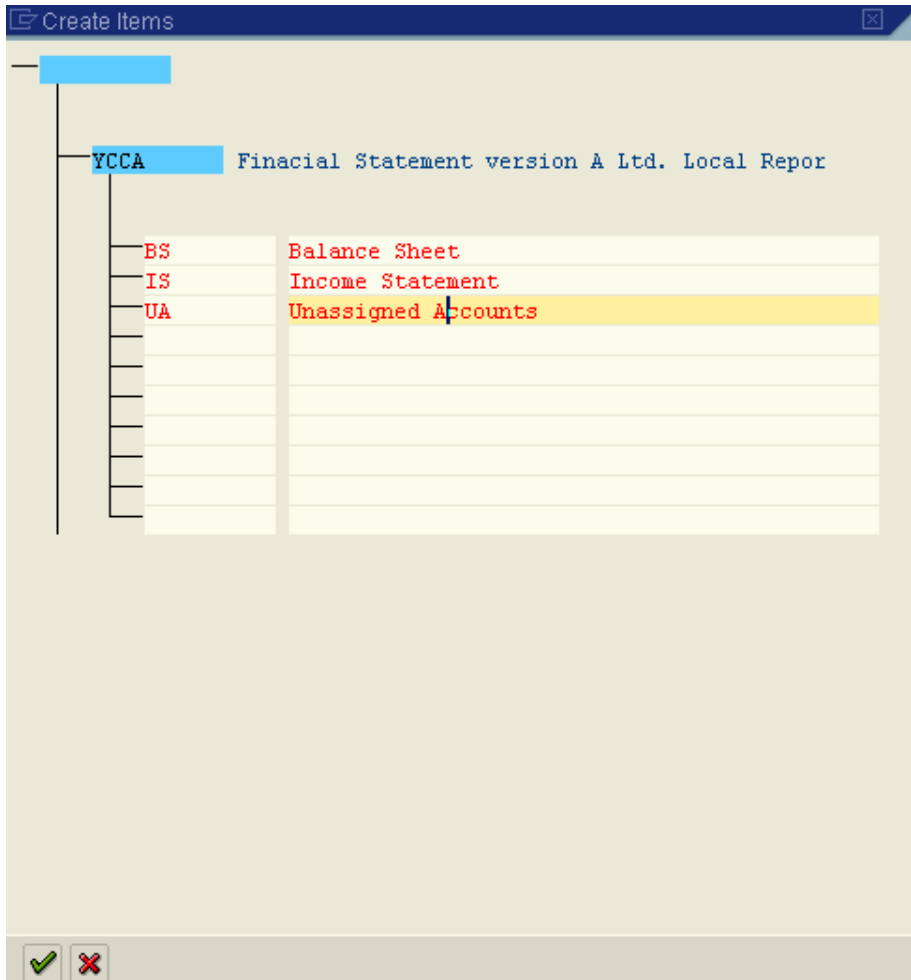 Create Items
YCCA Finacial Statement version A Ltd. Local Repor
BS Balance Sheet
IS Income Statement
UA Unassigned Accounts